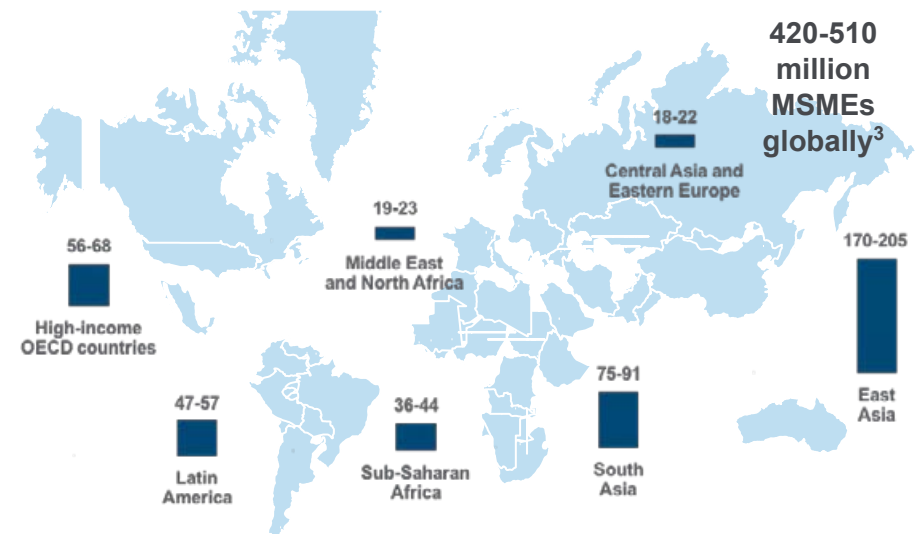 420-510
million
MSMEs
globally3
18-22
Central Asia and
Eastern Europe
19-23
Middle East
and North Africa
56-68
High-income
OECD countries
170-205
East
Asia
47-57
Latin
America
36-44
Sub-Saharan
Africa
75-91
South
Asia